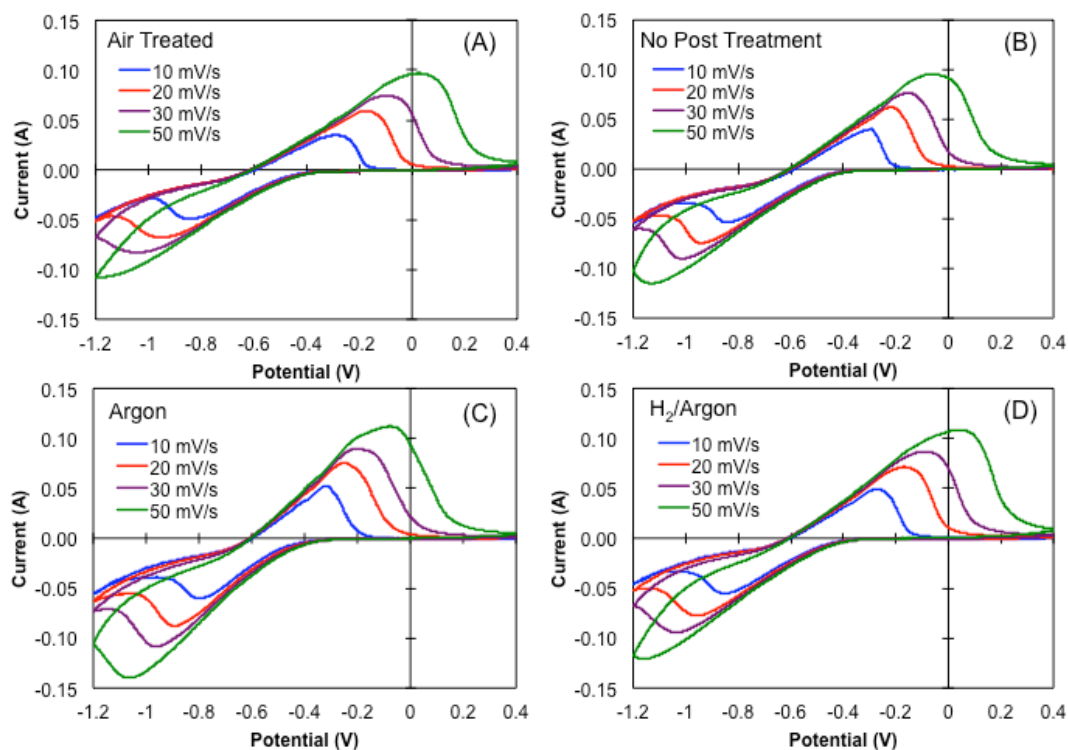 Air Treated
(A)
10 mV/s
20 mV/s
30 mV/s
50 mV/s
0.15
0.10
0.05
0.00
-0.05
-0.10
-0.15
Current (A)
-1.2 -1 -0.8 -0.6 -0.4 -0.2 0 0.2 0.4
Potential (V)
No Post Treatment
(B)
10 mV/s
20 mV/s
30 mV/s
50 mV/s
0.15
0.10
0.05
0.00
-0.05
-0.10
-0.15
Current (A)
-1.2 -1 -0.8 -0.6 -0.4 -0.2 0 0.2 0.4
Potential (V)
Argon
(C)
10 mV/s
20 mV/s
30 mV/s
50 mV/s
0.15
0.10
0.05
0.00
-0.05
-0.10
-0.15
Current (A)
-1.2 -1 -0.8 -0.6 -0.4 -0.2 0 0.2 0.4
Potential (V)
H₂/Argon
(D)
10 mV/s
20 mV/s
30 mV/s
50 mV/s
0.15
0.10
0.05
0.00
-0.05
-0.10
-0.15
Current (A)
-1.2 -1 -0.8 -0.6 -0.4 -0.2 0 0.2 0.4
Potential (V)